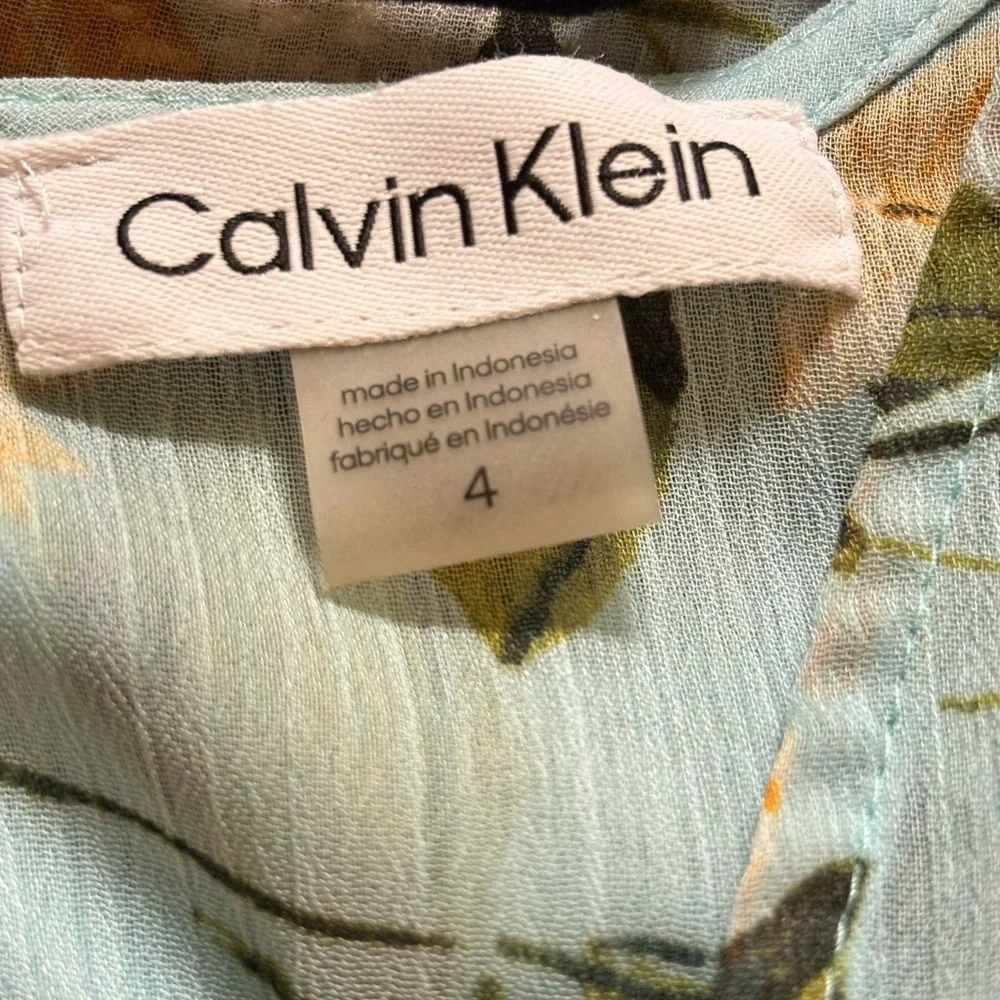 Calvin Klein
made in Indonesia
hecho en Indonesia
fabriqué en Indonésie
4